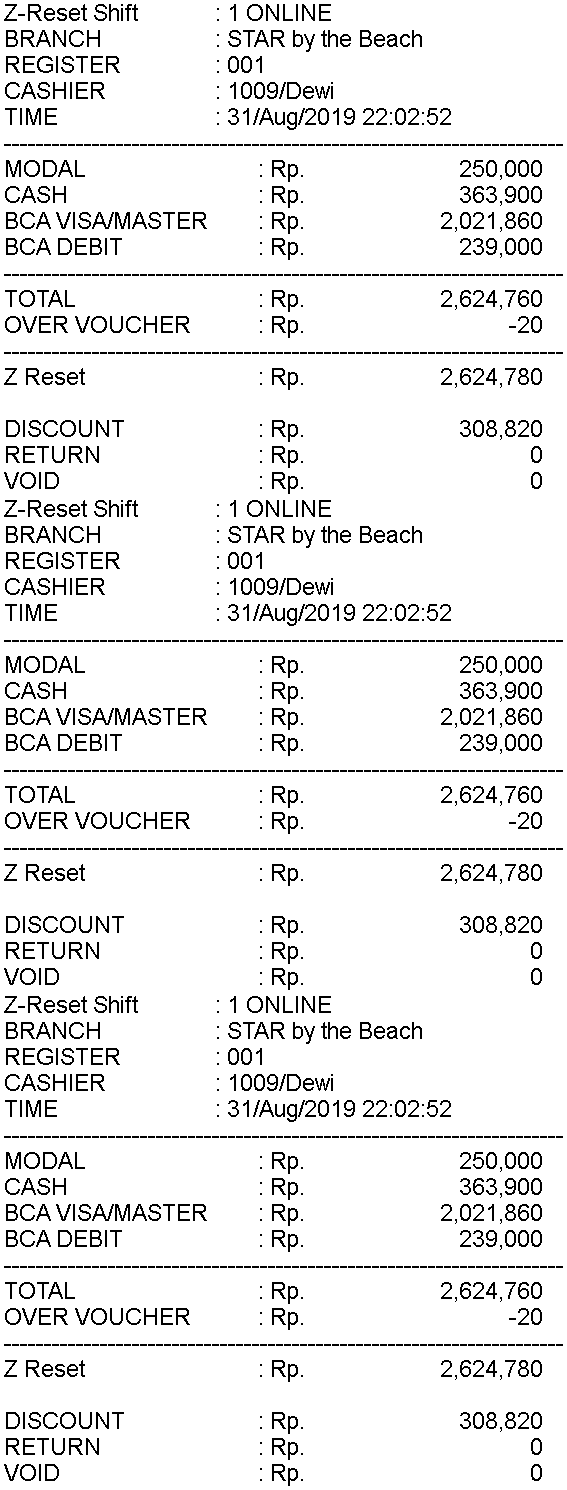 Z-Reset Shift : 1 ONLINE
BRANCH : STAR by the Beach
REGISTER : 001
CASHIER : 1009/Dewi
TIME : 31/Aug/2019 22:02:52
--------------------------------------------------------------------------------
MODAL : Rp. 250,000
CASH : Rp. 363,900
BCA VISA/MASTER : Rp. 2,021,860
BCA DEBIT : Rp. 239,000
--------------------------------------------------------------------------------
TOTAL : Rp. 2,624,760
OVER VOUCHER : Rp. -20
--------------------------------------------------------------------------------
Z Reset : Rp. 2,624,780
DISCOUNT : Rp. 308,820
RETURN : Rp. 0
VOID : Rp. 0
Z-Reset Shift : 1 ONLINE
BRANCH : STAR by the Beach
REGISTER : 001
CASHIER : 1009/Dewi
TIME : 31/Aug/2019 22:02:52
--------------------------------------------------------------------------------
MODAL : Rp. 250,000
CASH : Rp. 363,900
BCA VISA/MASTER : Rp. 2,021,860
BCA DEBIT : Rp. 239,000
--------------------------------------------------------------------------------
TOTAL : Rp. 2,624,760
OVER VOUCHER : Rp. -20
--------------------------------------------------------------------------------
Z Reset : Rp. 2,624,780
DISCOUNT : Rp. 308,820
RETURN : Rp. 0
VOID : Rp. 0
Z-Reset Shift : 1 ONLINE
BRANCH : STAR by the Beach
REGISTER : 001
CASHIER : 1009/Dewi
TIME : 31/Aug/2019 22:02:52
--------------------------------------------------------------------------------
MODAL : Rp. 250,000
CASH : Rp. 363,900
BCA VISA/MASTER : Rp. 2,021,860
BCA DEBIT : Rp. 239,000
--------------------------------------------------------------------------------
TOTAL : Rp. 2,624,760
OVER VOUCHER : Rp. -20
--------------------------------------------------------------------------------
Z Reset : Rp. 2,624,780
DISCOUNT : Rp. 308,820
RETURN : Rp. 0
VOID : Rp. 0